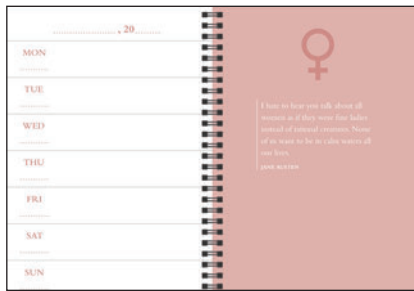 , 20
MON
TUE
WED
THU
FRI
SAT
SUN
I hate to hear you talk about all
women as if they were fine ladies
instead of rational creatures. None
of us want to be in calm waters all
our lives.
JANE AUSTEN